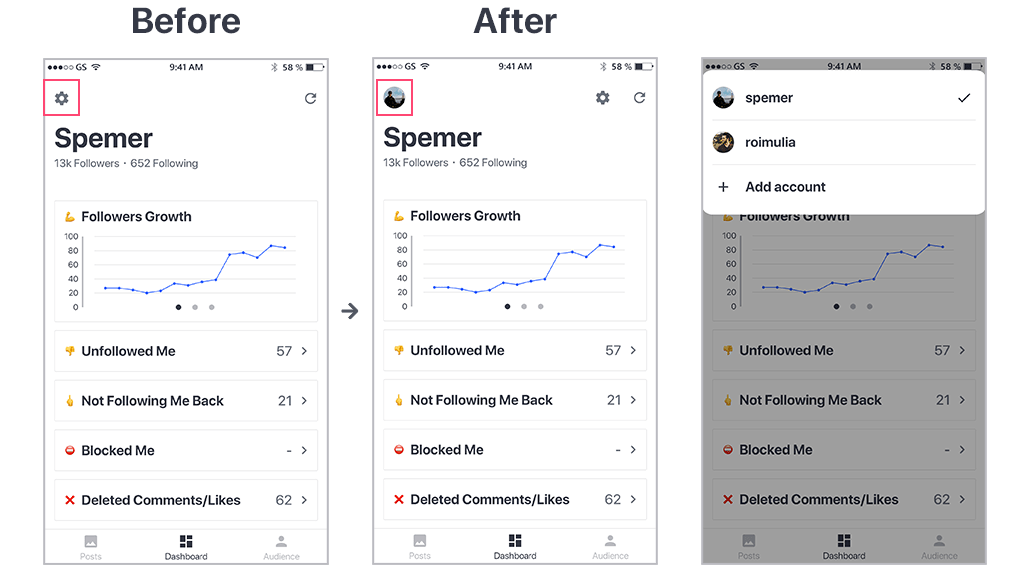 Before
After
GS 9:41 AM 58 %
Spemer
13k Followers · 652 Following
Followers Growth
100
80
60
40
20
0
Unfollowed Me 57
Not Following Me Back 21
Blocked Me -
Deleted Comments/Likes 62
Posts Dashboard Audience
GS 9:41 AM 58 %
Spemer
13k Followers · 652 Following
Followers Growth
100
80
60
40
20
0
Unfollowed Me 57
Not Following Me Back 21
Blocked Me -
Deleted Comments/Likes 62
Posts Dashboard Audience
GS 9:41 AM 58 %
spemer
roimulia
+ Add account
Followers Growth
100
80
60
40
20
0
Unfollowed Me 57
Not Following Me Back 21
Blocked Me -
Deleted Comments/Likes 62
Posts Dashboard Audience